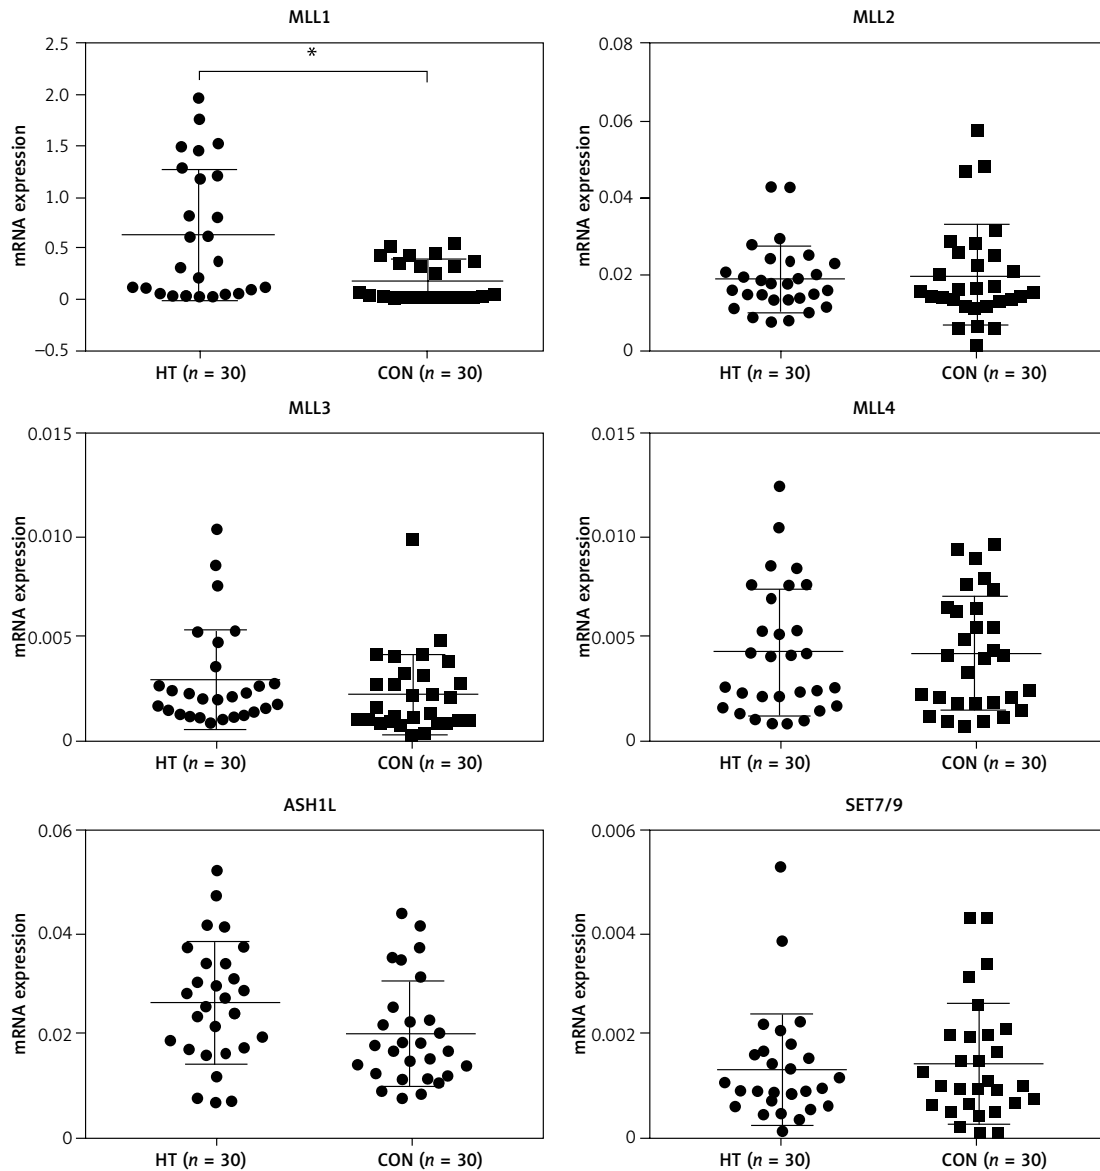 MLL1
mRNA expression
2.5
2.0
1.5
1.0
0.5
0
–0.5
*
HT (n = 30)
CON (n = 30)
MLL2
mRNA expression
0.08
0.06
0.04
0.02
0
HT (n = 30)
CON (n = 30)
MLL3
mRNA expression
0.015
0.010
0.005
0
HT (n = 30)
CON (n = 30)
MLL4
mRNA expression
0.015
0.010
0.005
0
HT (n = 30)
CON (n = 30)
ASH1L
mRNA expression
0.06
0.04
0.02
0
HT (n = 30)
CON (n = 30)
SET7/9
mRNA expression
0.006
0.004
0.002
0
HT (n = 30)
CON (n = 30)